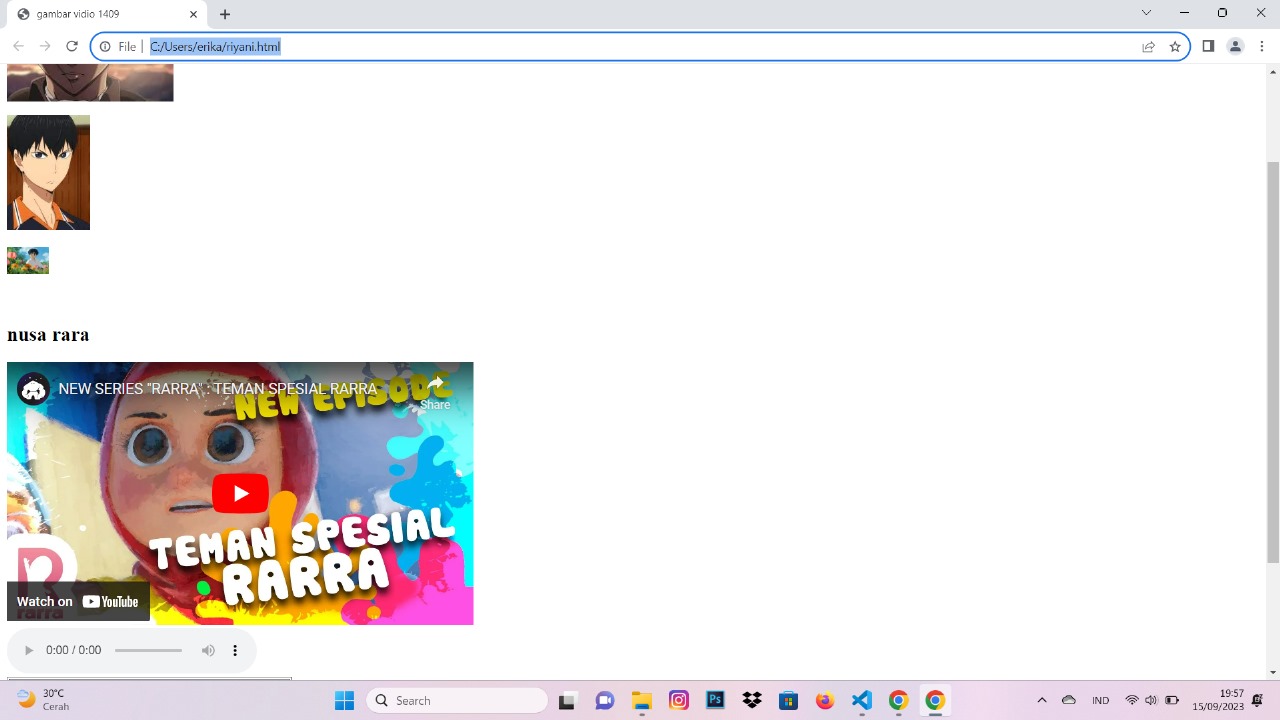 gambar vidio 1409
File
C:/Users/erika/riyani.html
nusa rara
NEW SERIES "RARRA" : TEMAN SPESIAL RARRA
NEW EPISODE
Share
TEMAN SPESIAL
RARRA
rarra
Watch on YouTube
0:00 / 0:00
30°C
Cerah
Search
Ps
IND
19:57
15/09/2023